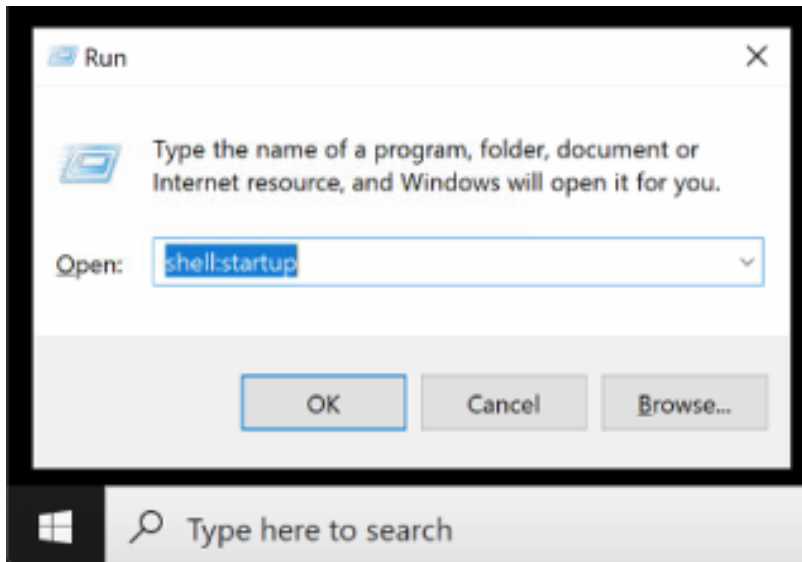 Run
Type the name of a program, folder, document or
Internet resource, and Windows will open it for you.
Open: shell:startup
OK Cancel Browse...
Type here to search